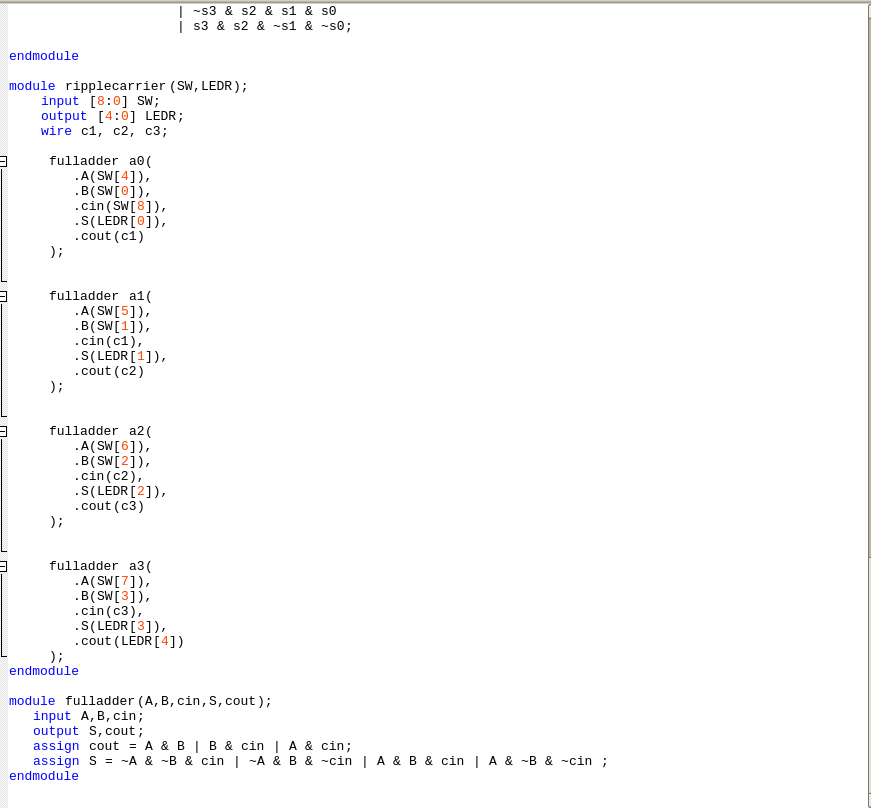 | ~s3 & s2 & s1 & s0
| s3 & s2 & ~s1 & ~s0;
endmodule
module ripplecarrier(SW,LEDR);
input [8:0] SW;
output [4:0] LEDR;
wire c1, c2, c3;
fulladder a0(
.A(SW[4]),
.B(SW[0]),
.cin(SW[8]),
.S(LEDR[0]),
.cout(c1)
);
fulladder a1(
.A(SW[5]),
.B(SW[1]),
.cin(c1),
.S(LEDR[1]),
.cout(c2)
);
fulladder a2(
.A(SW[6]),
.B(SW[2]),
.cin(c2),
.S(LEDR[2]),
.cout(c3)
);
fulladder a3(
.A(SW[7]),
.B(SW[3]),
.cin(c3),
.S(LEDR[3]),
.cout(LEDR[4])
);
endmodule
module fulladder(A,B,cin,S,cout);
input A,B,cin;
output S,cout;
assign cout = A & B | B & cin | A & cin;
assign S = ~A & ~B & cin | ~A & B & ~cin | A & B & cin | A & ~B & ~cin ;
endmodule